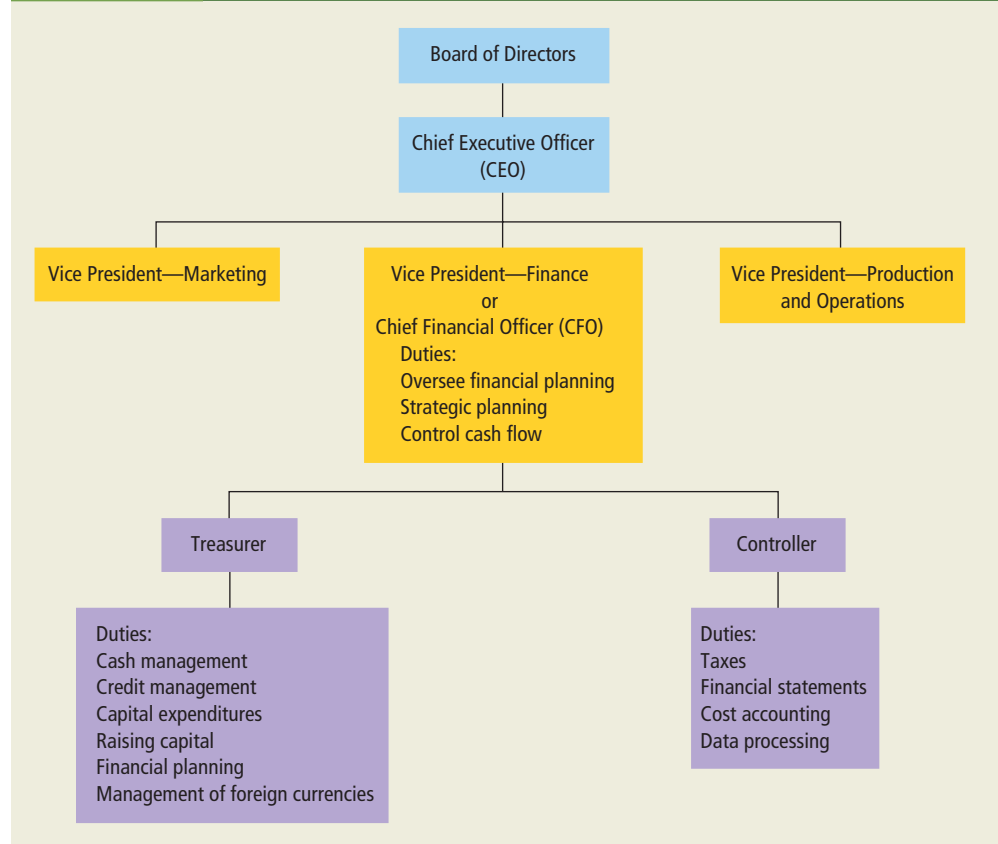 Board of Directors
Chief Executive Officer
(CEO)
Vice President—Marketing
Vice President—Finance
or
Chief Financial Officer (CFO)
Duties:
Oversee financial planning
Strategic planning
Control cash flow
Vice President—Production
and Operations
Treasurer
Controller
Duties:
Cash management
Credit management
Capital expenditures
Raising capital
Financial planning
Management of foreign currencies
Duties:
Taxes
Financial statements
Cost accounting
Data processing